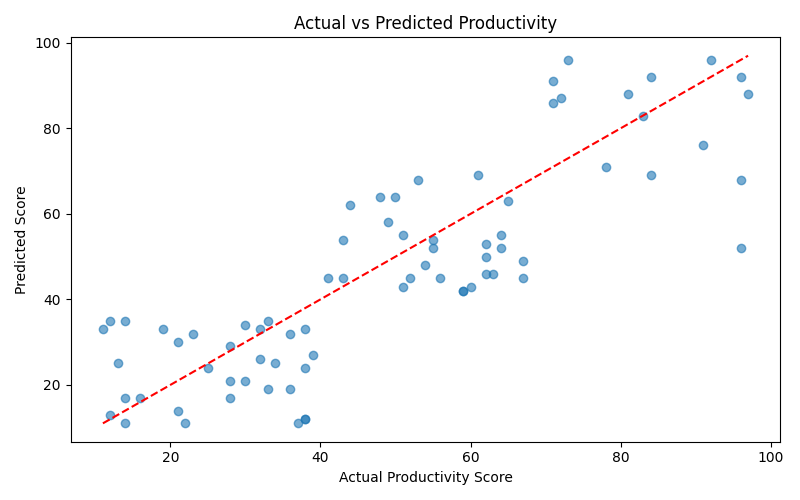 Actual vs Predicted Productivity
100
80
60
40
20
Predicted Score
20 40 60 80 100
Actual Productivity Score